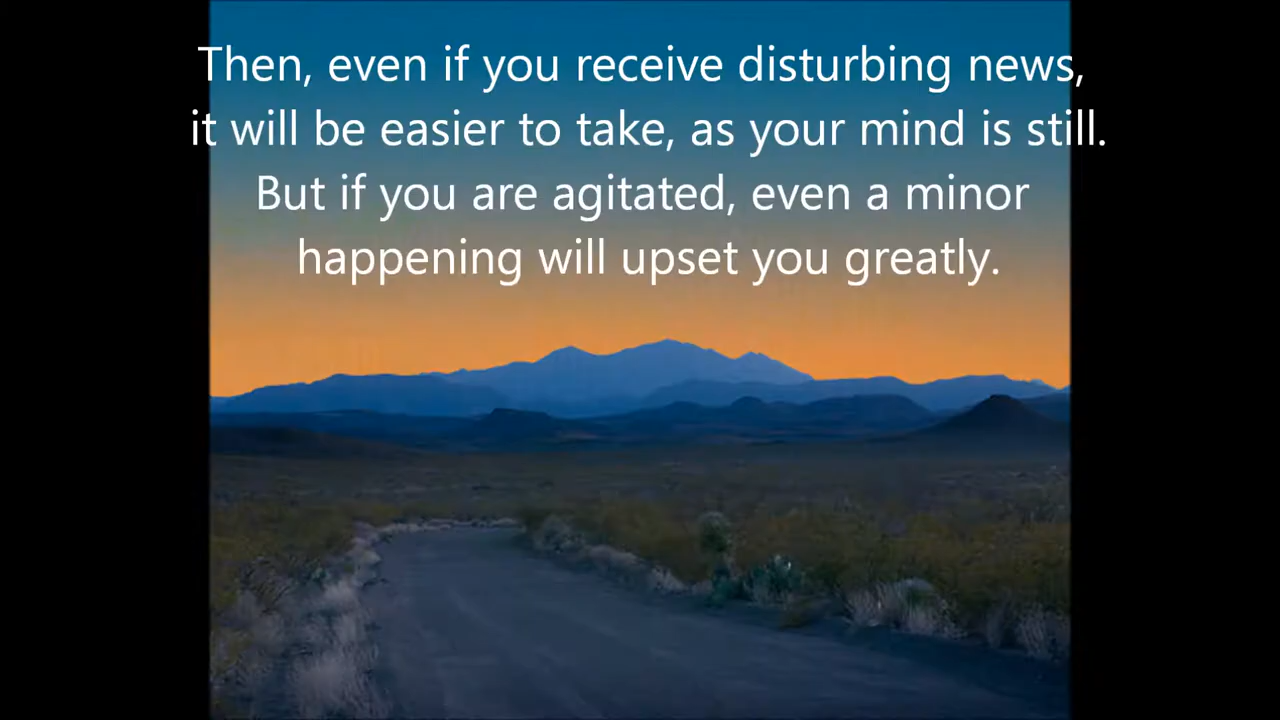 Then, even if you receive disturbing news,
it will be easier to take, as your mind is still.
But if you are agitated, even a minor
happening will upset you greatly.